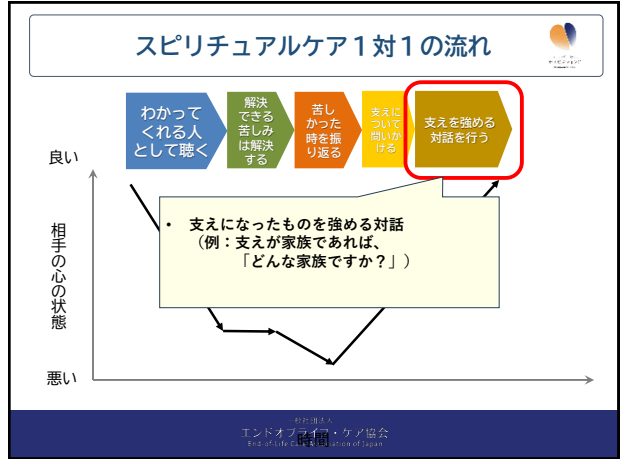 スピリチュアルケア1対1の流れ
わかって
くれる人
として聴く
解決
できる
苦しみ
は解決
する
苦し
かった
時を振
り返る
支えに
ついて
問いか
ける
支えを強める
対話を行う
良い
相手の心の状態
• 支えになったものを強める対話
（例：支えが家族であれば、
「どんな家族ですか？」）
悪い
一般社団法人
エンドオブライフ・ケア協会
時間